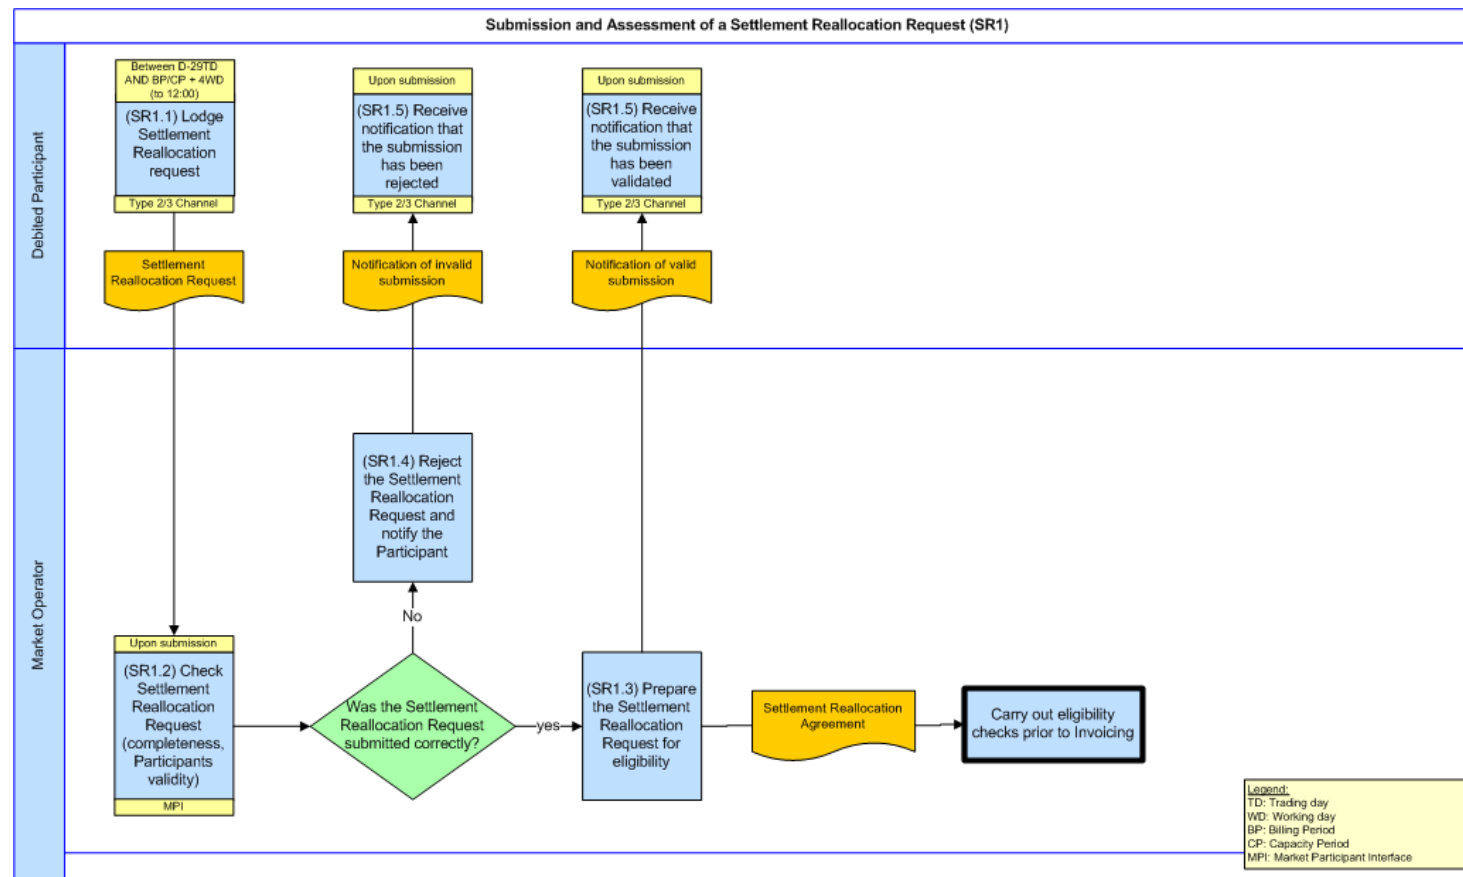 Submission and Assessment of a Settlement Reallocation Request (SR1)
Debited Participant
Between D-29TD
AND BP/CP + 4WD
(to 12:00)
(SR1.1) Lodge
Settlement
Reallocation
request
Type 2/3 Channel
Upon submission
(SR1.5) Receive
notification that
the submission
has been
rejected
Type 2/3 Channel
Upon submission
(SR1.5) Receive
notification that
the submission
has been
validated
Type 2/3 Channel
Settlement
Reallocation Request
Notification of invalid
submission
Notification of valid
submission
Market Operator
(SR1.4) Reject
the Settlement
Reallocation
Request and
notify the
Participant
No
Upon submission
(SR1.2) Check
Settlement
Reallocation
Request
(completeness,
Participants
validity)
MPI
Was the Settlement
Reallocation Request
submitted correctly?
yes
(SR1.3) Prepare
the Settlement
Reallocation
Request for
eligibility
Settlement Reallocation
Agreement
Carry out eligibility
checks prior to Invoicing
Legend:
TD: Trading day
WD: Working day
BP: Billing Period
CP: Capacity Period
MPI: Market Participant Interface